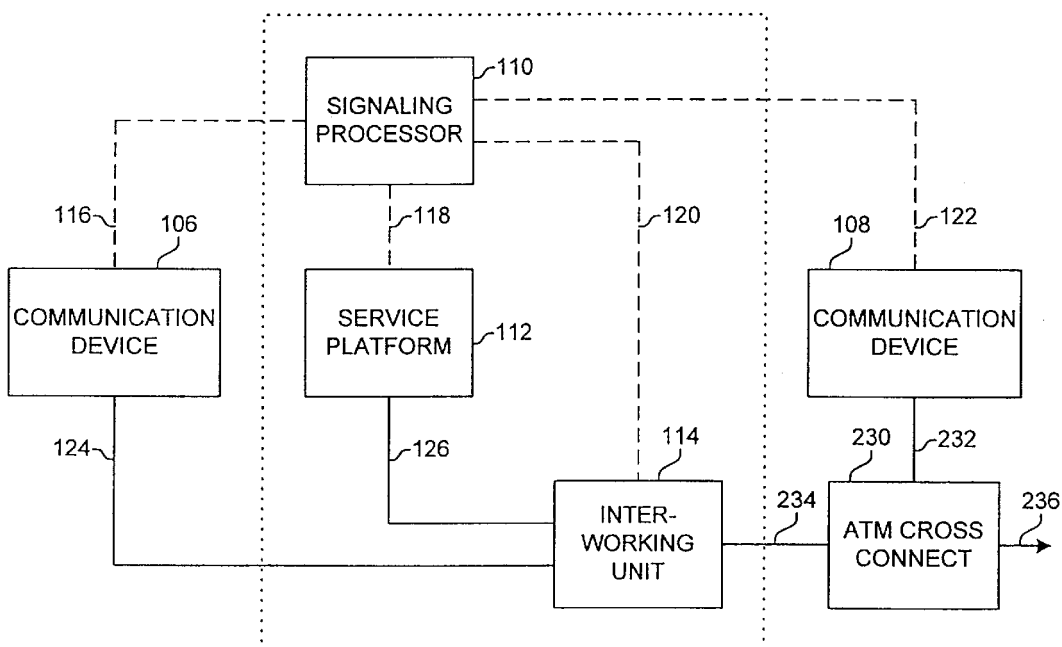 110
SIGNALING
PROCESSOR
116
118
120
122
106
108
COMMUNICATION
DEVICE
SERVICE
PLATFORM
112
COMMUNICATION
DEVICE
124
126
114
230
232
234
236
INTER-
WORKING
UNIT
ATM CROSS
CONNECT